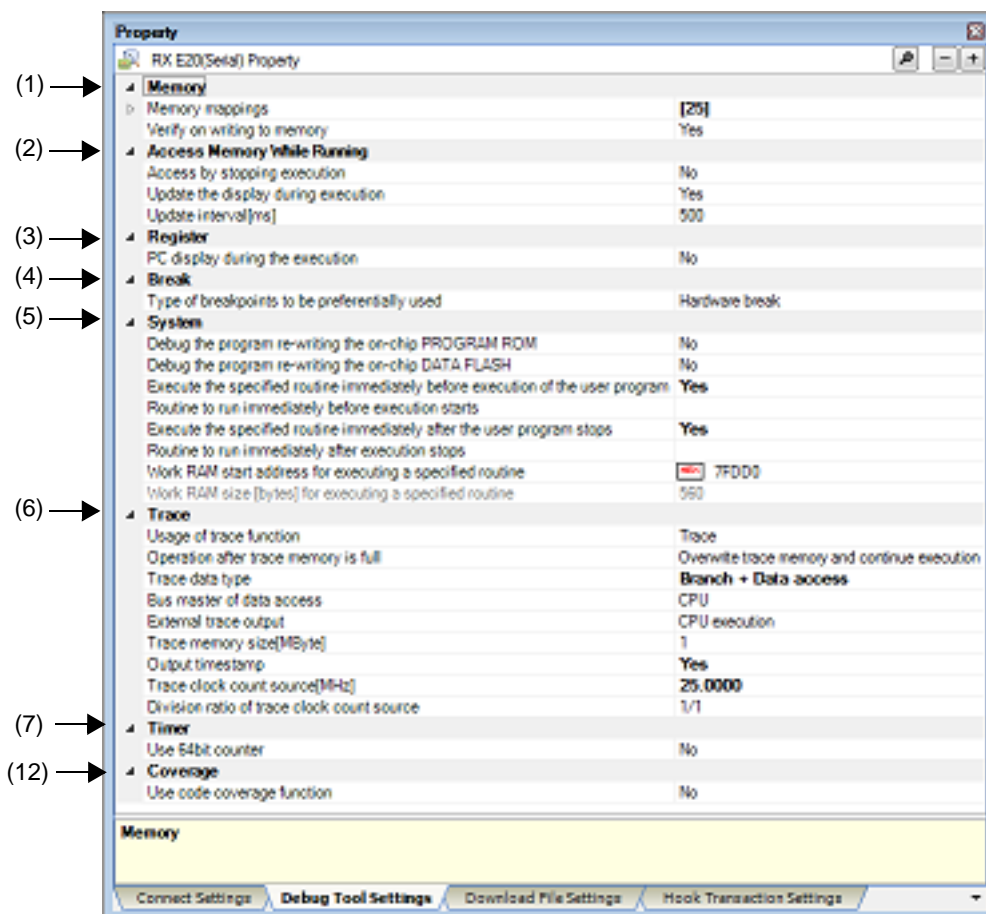 Property
RX E20(Serial) Property
(1) Memory
Memory mappings [25]
Verify on writing to memory Yes
(2) Access Memory While Running
Access by stopping execution No
Update the display during execution Yes
Update interval[ms] 500
(3) Register
PC display during the execution No
(4) Break
Type of breakpoints to be preferentially used Hardware break
(5) System
Debug the program re-writing the on-chip PROGRAM ROM No
Debug the program re-writing the on-chip DATA FLASH No
Execute the specified routine immediately before execution of the user program Yes
Routine to run immediately before execution starts
Execute the specified routine immediately after the user program stops Yes
Routine to run immediately after execution stops
Work RAM start address for executing a specified routine 7FDD0
Work RAM size [bytes] for executing a specified routine 560
(6) Trace
Usage of trace function Trace
Operation after trace memory is full Overwrite trace memory and continue execution
Trace data type Branch + Data access
Bus master of data access CPU
External trace output CPU execution
Trace memory size[MByte] 1
Output timestamp Yes
Trace clock count source[MHz] 25.0000
Division ratio of trace clock count source 1/1
(7) Timer
Use 64bit counter No
(12) Coverage
Use code coverage function No
Memory
Connect Settings Debug Tool Settings Download File Settings Hook Transaction Settings